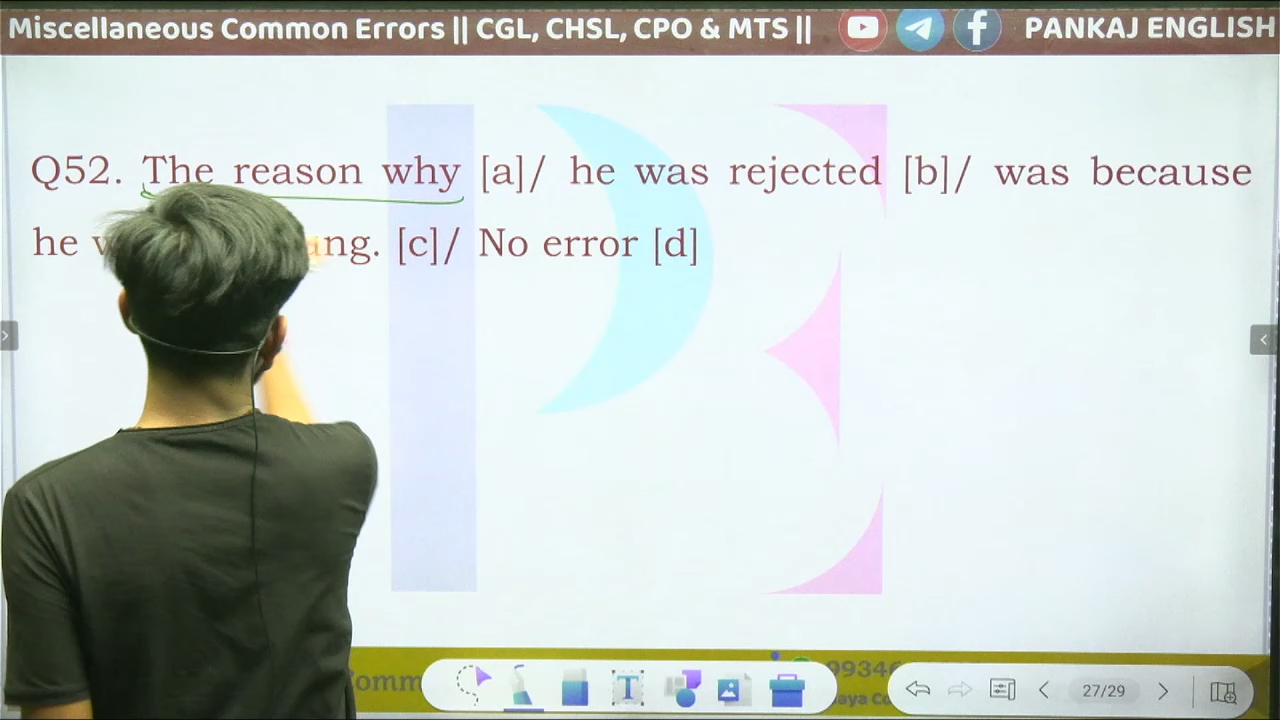 Miscellaneous Common Errors || CGL, CHSL, CPO & MTS || PANKAJ ENGLISH
Q52. The reason why [a]/ he was rejected [b]/ was because
he [c]/ No error [d]
27/29